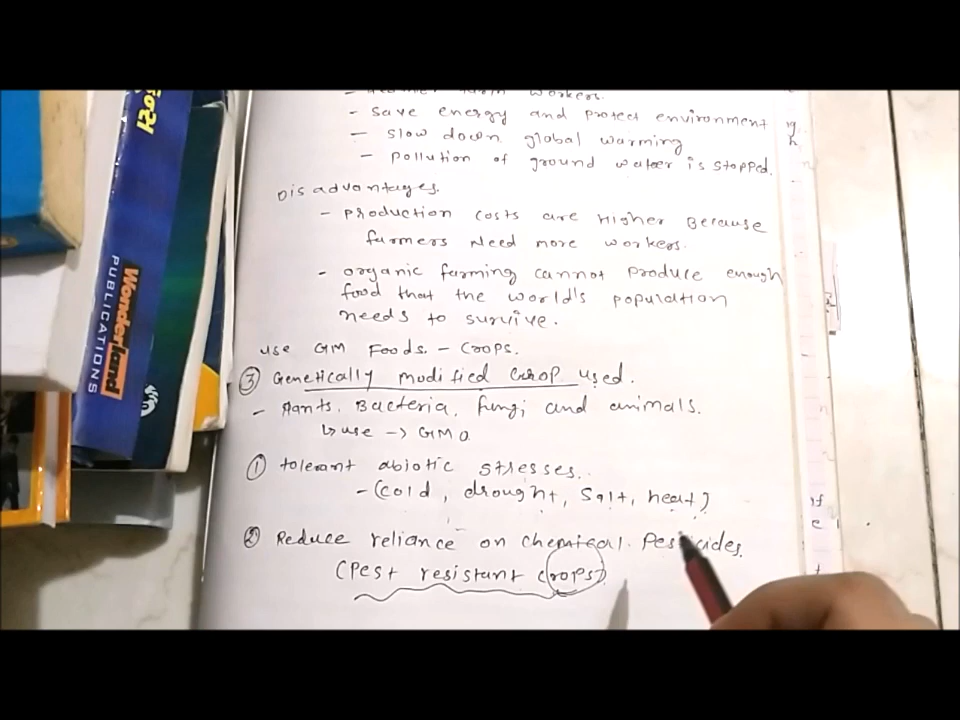 workers.
- save energy and protect environment
- slow down global warming
- pollution of ground water is stopped.
Disadvantages.
- production costs are Higher Because
farmers Need more workers.
- organic farming cannot produce enough
food that the world's population
needs to survive.
use GM Foods. - Crops.
③ Genetically modified Crop used.
- Plants, Bacteria, fungi and animals.
↳ use → GMO
① tolerant abiotic stresses.
- (cold, drought, salt, heat)
② Reduce reliance on chemical Pesticides.
(Pest resistant crops)
Wonderland
PUBLICATIONS